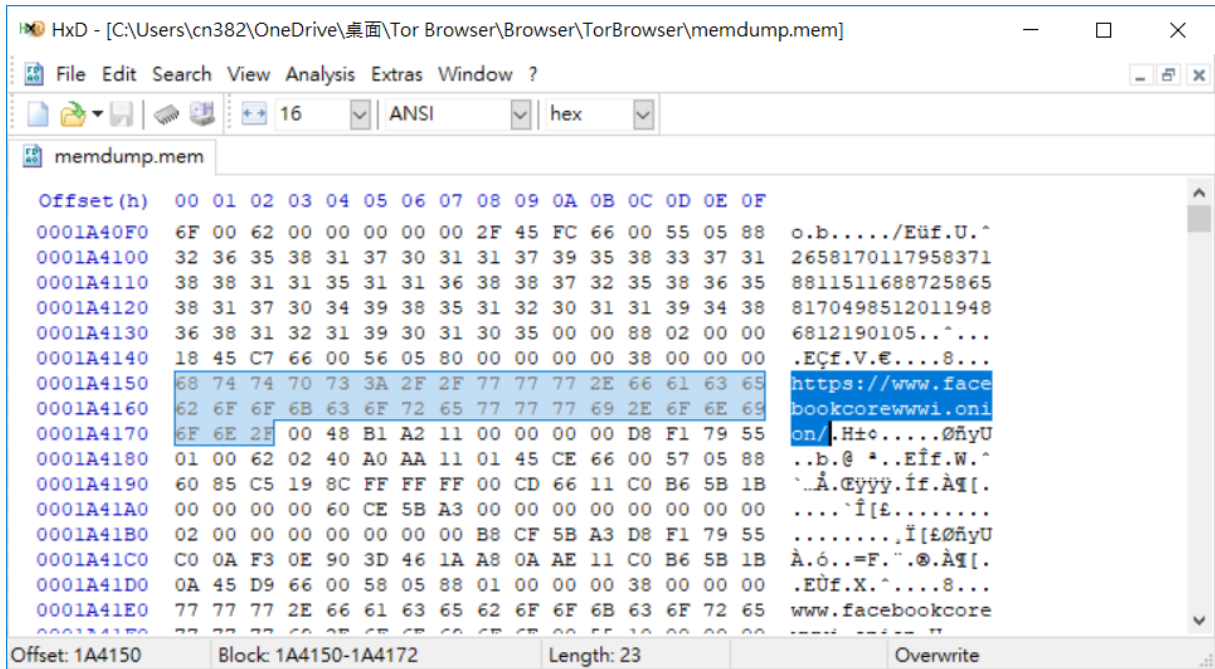 HxD - [C:\Users\cn382\OneDrive\桌面\Tor Browser\Browser\TorBrowser\memdump.mem]
File Edit Search View Analysis Extras Window ?
16 ANSI hex
memdump.mem
Offset(h) 00 01 02 03 04 05 06 07 08 09 0A 0B 0C 0D 0E 0F
0001A40F0 6F 00 62 00 00 00 00 00 2F 45 FC 66 00 55 05 88 o.b...../Eüf.U.ˆ
0001A4100 32 36 35 38 31 37 30 31 31 37 39 35 38 33 37 31 2658170117958371
0001A4110 38 38 31 31 35 31 31 36 38 38 37 32 35 38 36 35 8811511688725865
0001A4120 38 31 37 30 34 39 38 35 31 32 30 31 31 39 34 38 8170498512011948
0001A4130 36 38 31 32 31 39 30 31 30 35 00 00 88 02 00 00 6812190105..ˆ...
0001A4140 18 45 C7 66 00 56 05 80 00 00 00 00 38 00 00 00 .EÇf.V.€....8...
0001A4150 68 74 74 70 73 3A 2F 2F 77 77 77 2E 66 61 63 65 https://www.face
0001A4160 62 6F 6F 6B 63 6F 72 65 77 77 77 69 2E 6F 6E 69 bookcorewwwi.oni
0001A4170 6F 6E 2F 00 48 B1 A2 11 00 00 00 00 D8 F1 79 55 on/.H±¢.....ØñyU
0001A4180 01 00 62 02 40 A0 AA 11 01 45 CE 66 00 57 05 88 ..b.@ ª..EÎf.W.ˆ
0001A4190 60 85 C5 19 8C FF FF FF 00 CD 66 11 C0 B6 5B 1B `…Å.Œÿÿÿ.Íf.À¶[.
0001A41A0 00 00 00 00 60 CE 5B A3 00 00 00 00 00 00 00 00 ....`Î[£........
0001A41B0 02 00 00 00 00 00 00 00 B8 CF 5B A3 D8 F1 79 55 ........¸Ï[£ØñyU
0001A41C0 C0 0A F3 0E 90 3D 46 1A A8 0A AE 11 C0 B6 5B 1B À.ó..=F.¨.®.À¶[.
0001A41D0 0A 45 D9 66 00 58 05 88 01 00 00 00 38 00 00 00 .EÙf.X.ˆ....8...
0001A41E0 77 77 77 2E 66 61 63 65 62 6F 6F 6B 63 6F 72 65 www.facebookcore
Offset: 1A4150 Block: 1A4150-1A4172 Length: 23 Overwrite